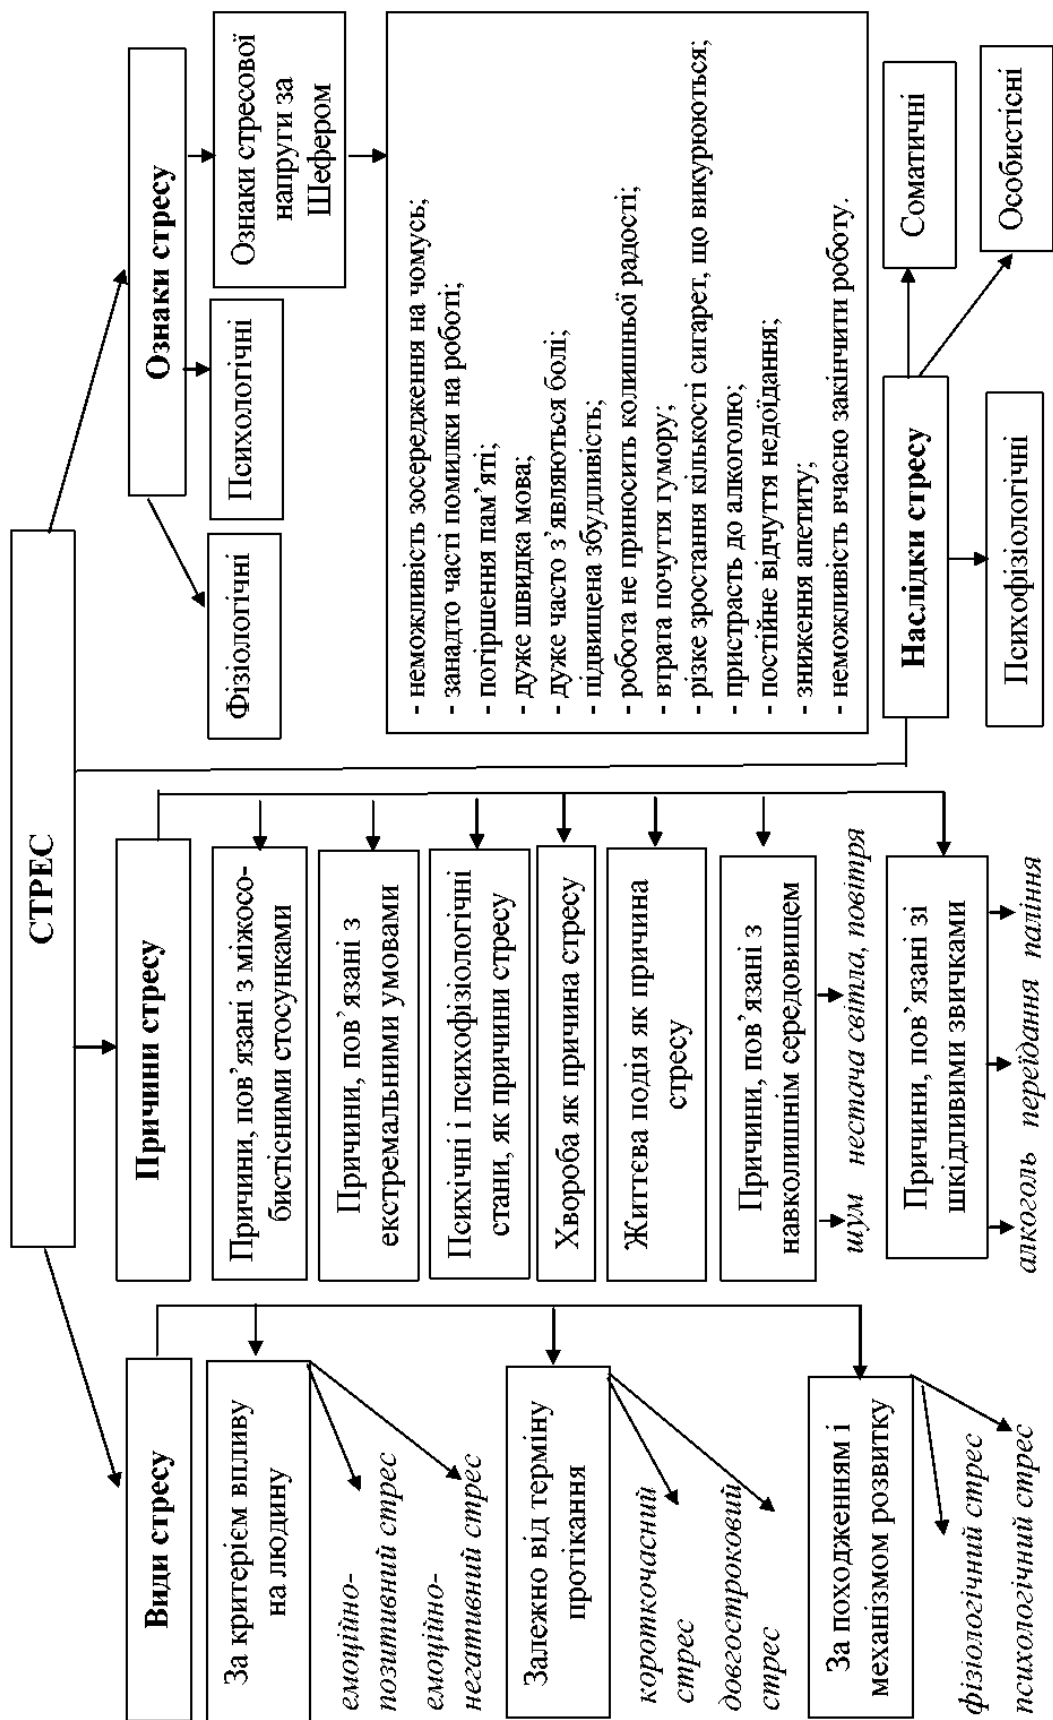 СТРЕС
Види стресу
За критерієм впливу
на людину
емоційно-
позитивний стрес
емоційно-
негативний стрес
Залежно від терміну
протікання
короткочасний
стрес
довгостроковий
стрес
За походженням і
механізмом розвитку
фізіологічний стрес
психологічний стрес
Причини стресу
Причини, пов’язані з міжосо-
бистісними стосунками
Причини, пов’язані з
екстремальними умовами
Психічні і психофізіологічні
стани, як причини стресу
Хвороба як причина стресу
Життєва подія як причина
стресу
Причини, пов’язані з
навколишнім середовищем
шум нестача світла, повітря
Причини, пов’язані зі
шкідливими звичками
алкоголь переїдання паління
Ознаки стресу
Фізіологічні
Психологічні
Ознаки стресової
напруги за
Шефером
- неможливість зосередження на чомусь;
- занадто часті помилки на роботі;
- погіршення пам’яті;
- дуже швидка мова;
- дуже часто з’являються болі;
- підвищена збудливість;
- робота не приносить колишньої радості;
- втрата почуття гумору;
- різке зростання кількості сигарет, що викурюються;
- пристрасть до алкоголю;
- постійне відчуття недоїдання;
- зниження апетиту;
- неможливість вчасно закінчити роботу.
Наслідки стресу
Психофізіологічні
Соматичні
Особистісні